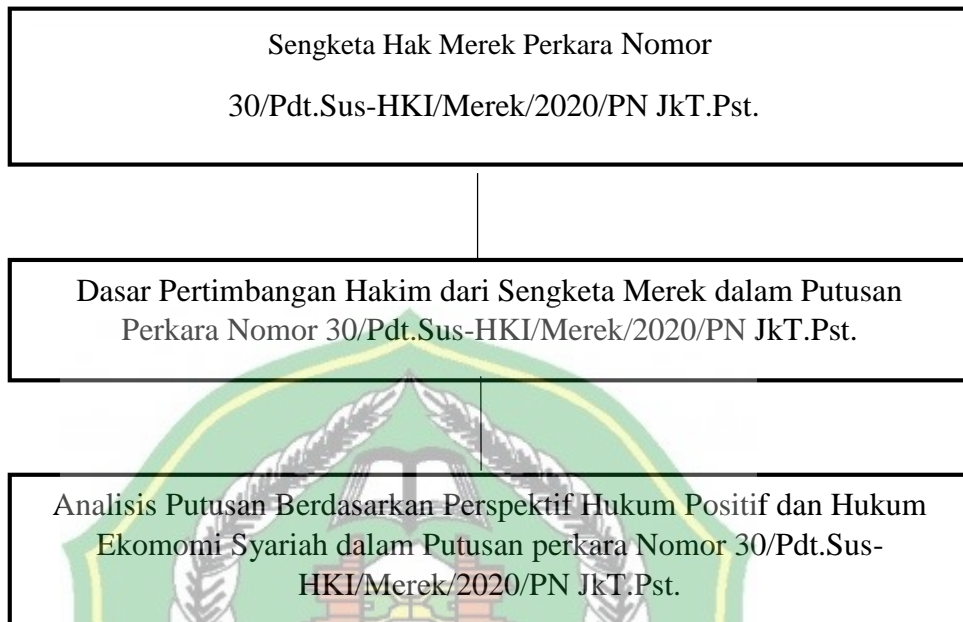 Sengketa Hak Merek Perkara Nomor
30/Pdt.Sus-HKI/Merek/2020/PN JkT.Pst.
Dasar Pertimbangan Hakim dari Sengketa Merek dalam Putusan
Perkara Nomor 30/Pdt.Sus-HKI/Merek/2020/PN JkT.Pst.
Analisis Putusan Berdasarkan Perspektif Hukum Positif dan Hukum
Ekomomi Syariah dalam Putusan perkara Nomor 30/Pdt.Sus-
HKI/Merek/2020/PN JkT.Pst.